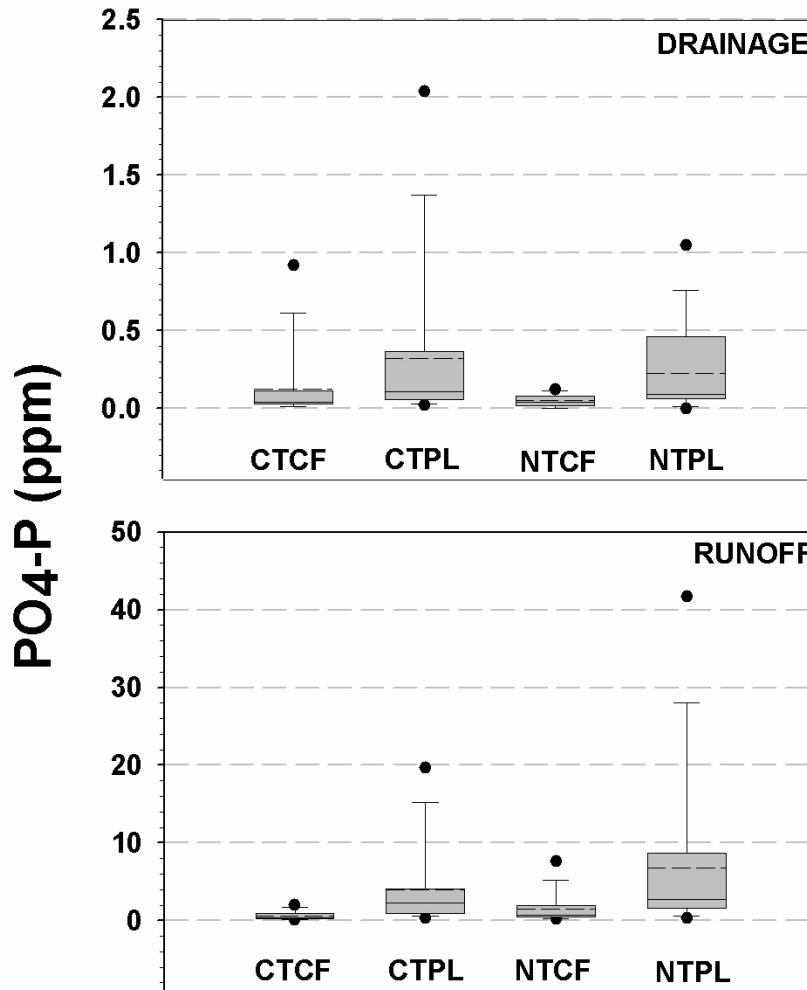 PO4-P (ppm)
DRAINAGE
2.5
2.0
1.5
1.0
0.5
0.0
CTCF CTPL NTCF NTPL
RUNOFF
50
40
30
20
10
0
CTCF CTPL NTCF NTPL